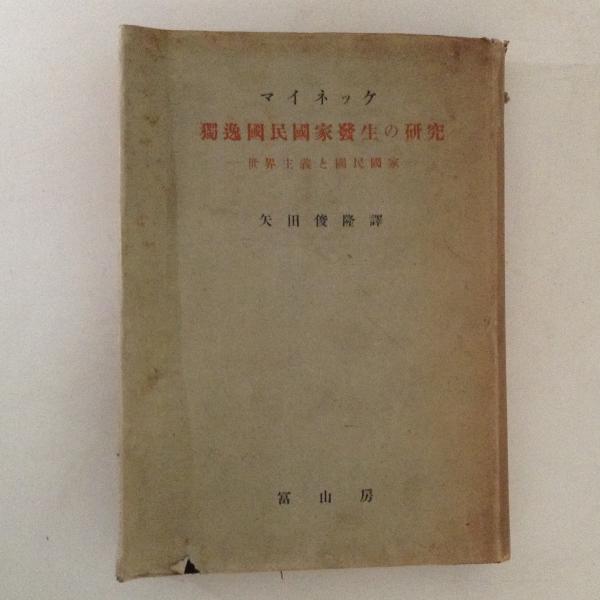 マイネッケ
獨逸國民國家發生の研究
―世界主義と國民國家―
矢田俊隆譯
冨山房